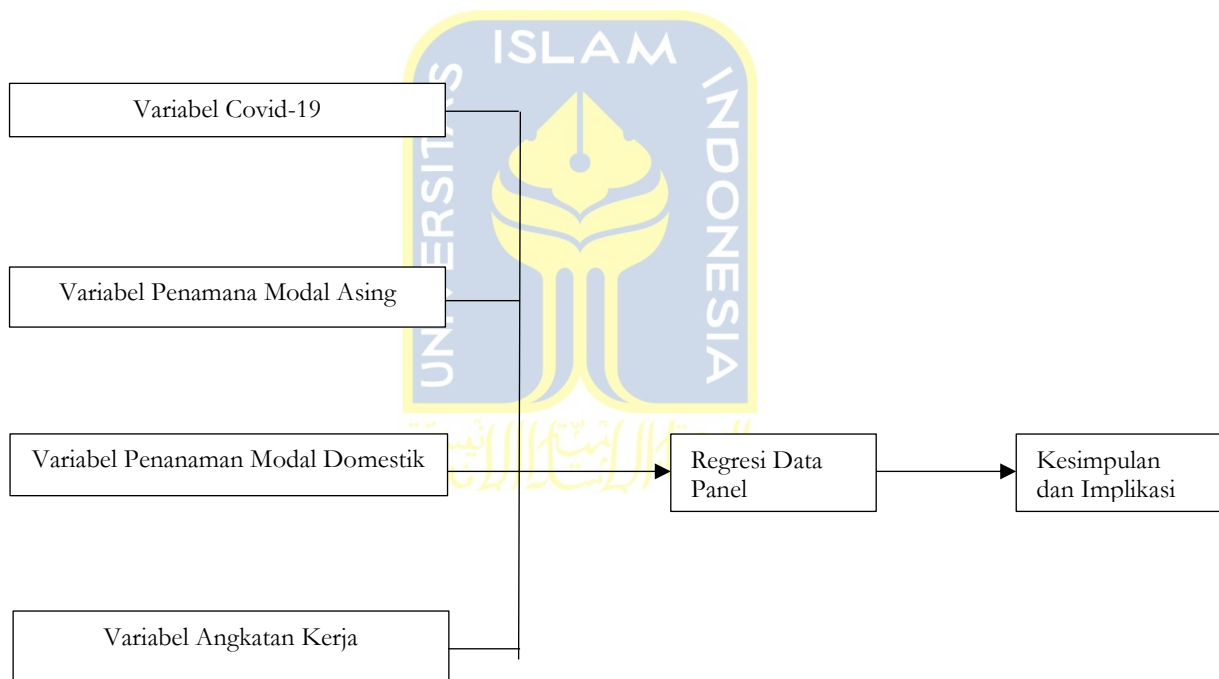 UNIVERSITAS ISLAM INDONESIA
Variabel Covid-19
Variabel Penamana Modal Asing
Variabel Penanaman Modal Domestik
Regresi Data
Panel
Kesimpulan
dan Implikasi
Variabel Angkatan Kerja